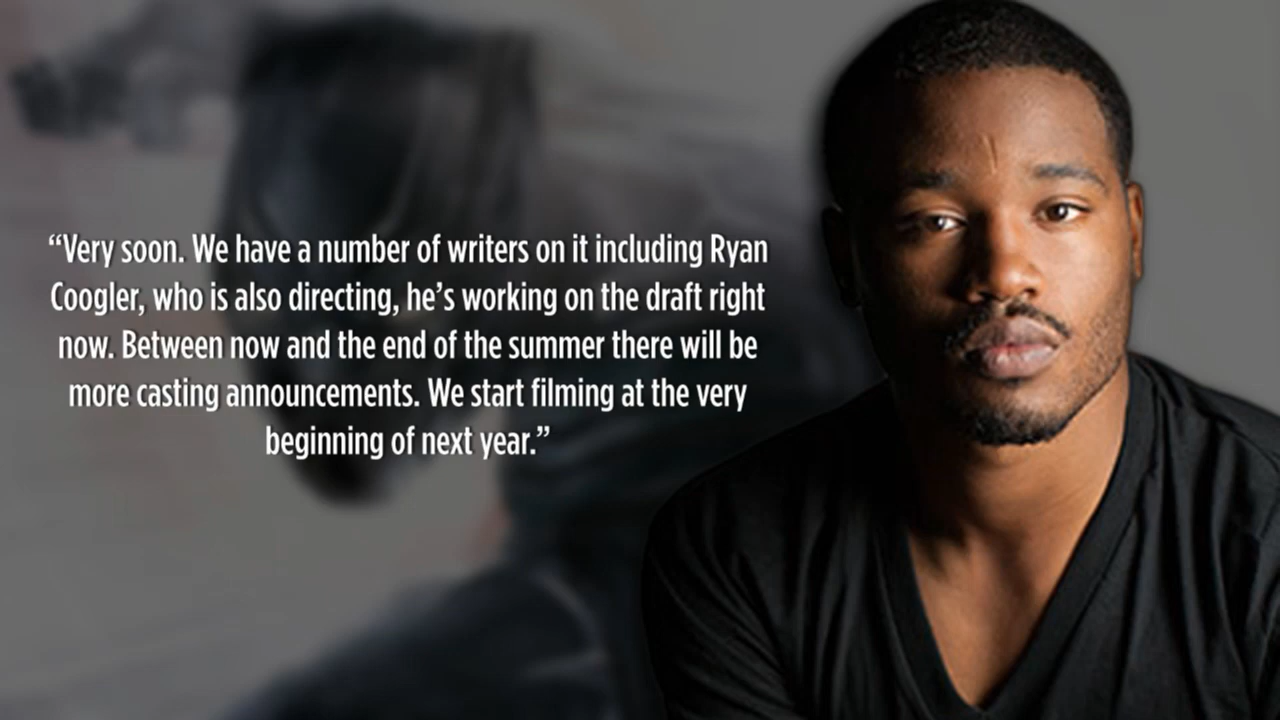 “Very soon. We have a number of writers on it including Ryan
Coogler, who is also directing, he’s working on the draft right
now. Between now and the end of the summer there will be
more casting announcements. We start filming at the very
beginning of next year.”